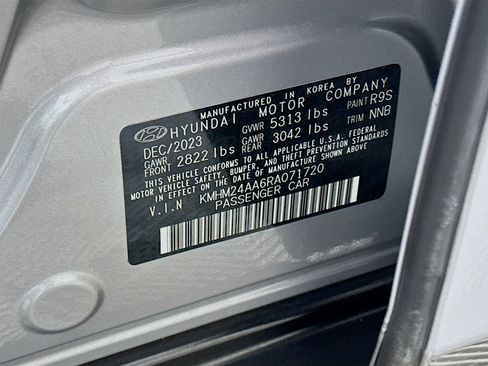 MANUFACTURED IN KOREA BY
HYUNDAI MOTOR COMPANY
DEC/2023 GVWR 5313 lbs PAINT R9S
GAWR FRONT 2822 lbs GAWR REAR 3042 lbs TRIM NNB
THIS VEHICLE CONFORMS TO ALL APPLICABLE U.S.A. FEDERAL
MOTOR VEHICLE SAFETY, BUMPER, AND THEFT PREVENTION
STANDARDS IN EFFECT ON THE DATE OF MANUFACTURE SHOWN ABOVE.
V.I.N KMHM24AA6RA071720
PASSENGER CAR